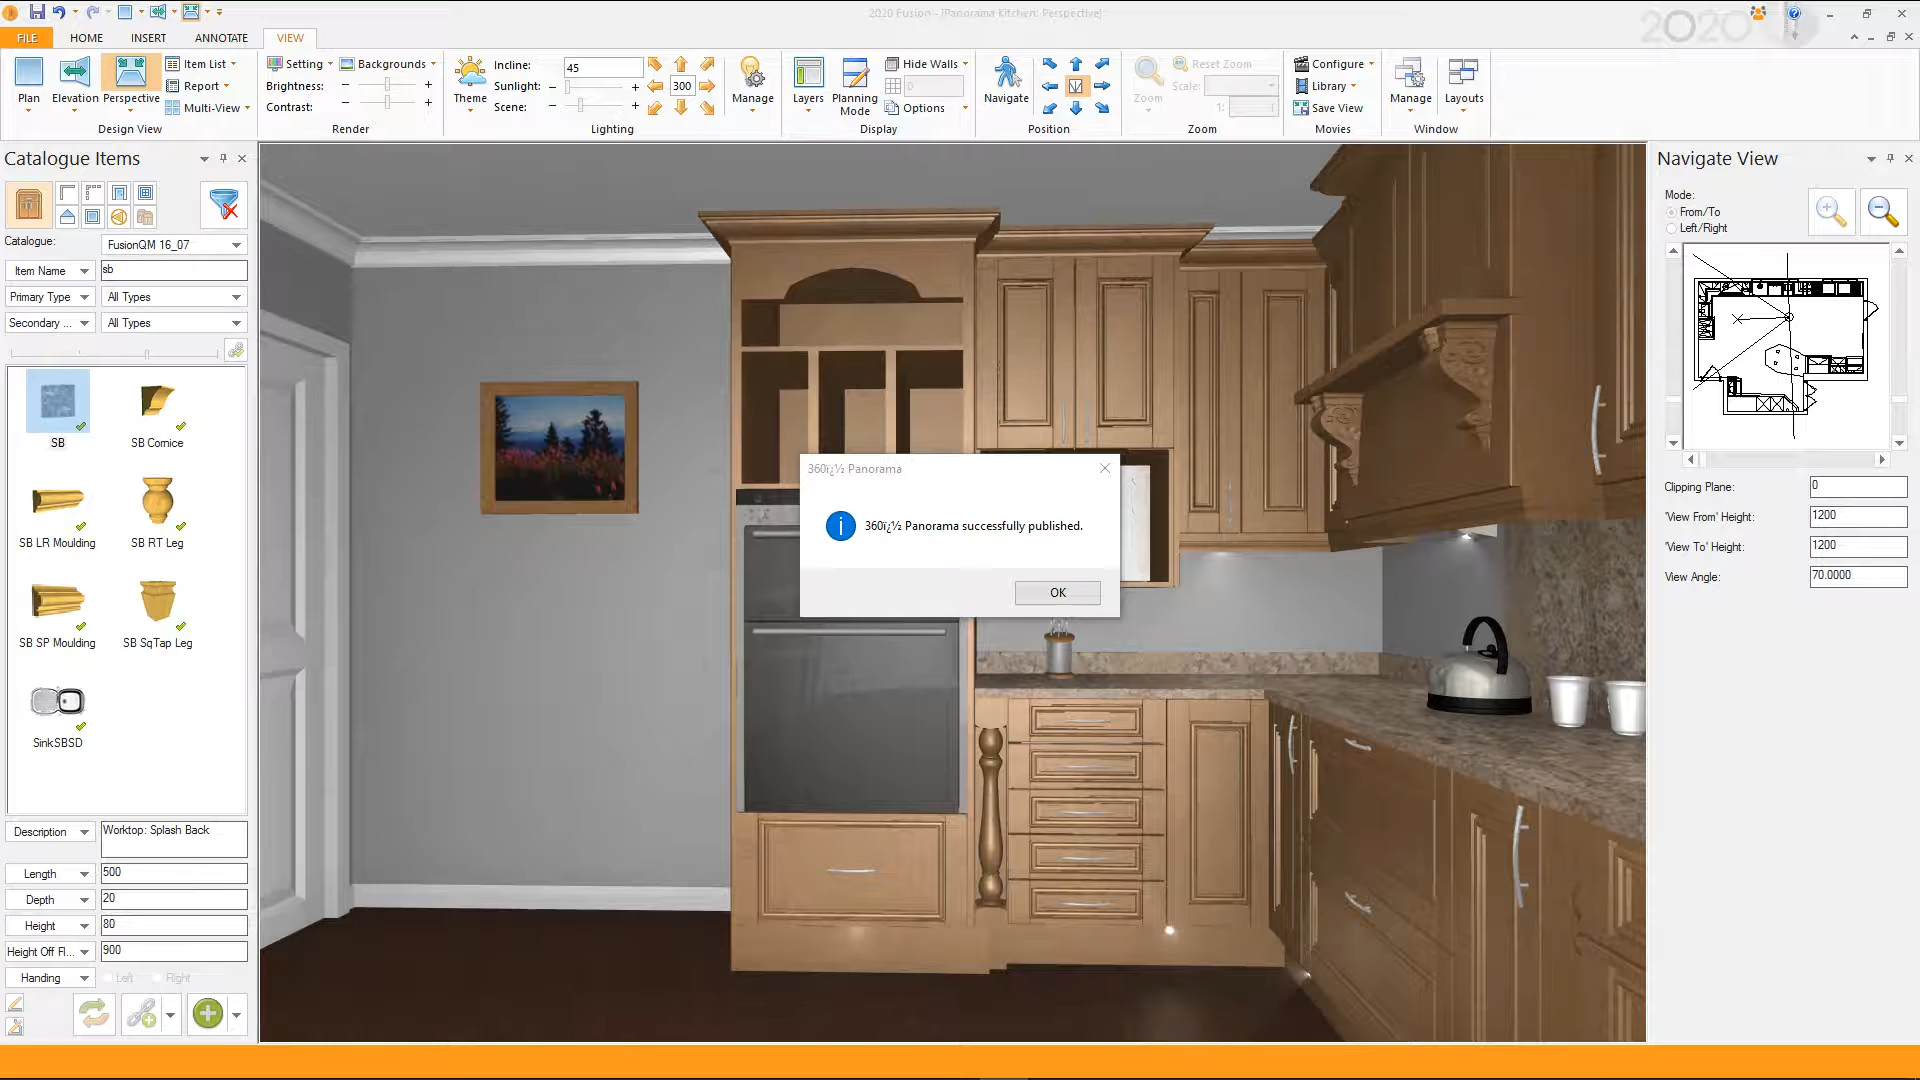 2020 Fusion - [Panorama Kitchen: Perspective]
2020
FILE
HOME
INSERT
ANNOTATE
VIEW
Plan
Elevation
Perspective
Item List
Report
Multi-View
Design View
Setting
Backgrounds
Brightness:
Contrast:
Render
Theme
Incline:
45
Sunlight:
Scene:
300
Manage
Lighting
Layers
Planning
Mode
Hide Walls
0
Options
Display
Navigate
Position
Zoom
Reset Zoom
Scale:
1:
Zoom
Configure
Library
Save View
Movies
Manage
Layouts
Window
Catalogue Items
Catalogue:
FusionQM 16_07
Item Name
sb
Primary Type
All Types
Secondary ...
All Types
SB
SB Cornice
SB LR Moulding
SB RT Leg
SB SP Moulding
SB SqTap Leg
SinkSBSD
Description
Worktop: Splash Back
Length
500
Depth
20
Height
80
Height Off Fl...
900
Handing
Left
Right
360ï¿½ Panorama
360ï¿½ Panorama successfully published.
OK
Navigate View
Mode:
From/To
Left/Right
Clipping Plane:
0
'View From' Height:
1200
'View To' Height:
1200
View Angle:
70.0000